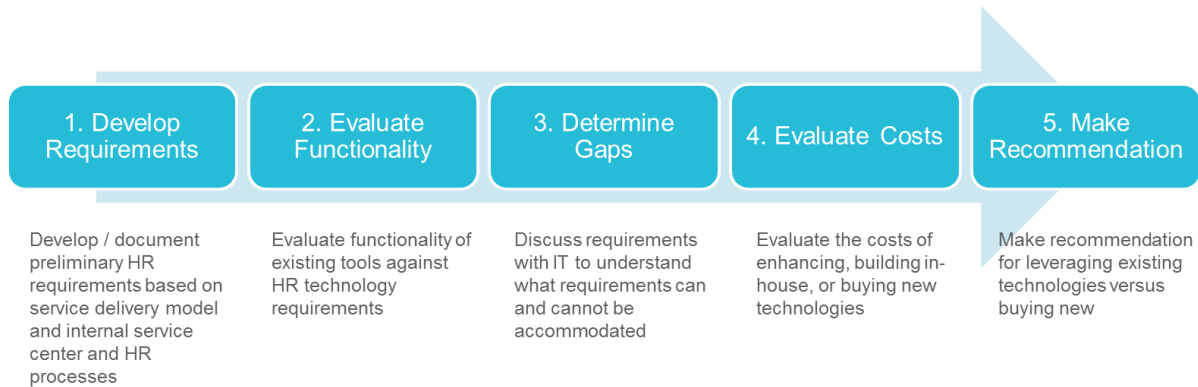 1. Develop
Requirements
2. Evaluate
Functionality
3. Determine
Gaps
4. Evaluate Costs
5. Make
Recommendation
Develop / document
preliminary HR
requirements based on
service delivery model
and internal service
center and HR
processes
Evaluate functionality of
existing tools against
HR technology
requirements
Discuss requirements
with IT to understand
what requirements can
and cannot be
accommodated
Evaluate the costs of
enhancing, building in-
house, or buying new
technologies
Make recommendation
for leveraging existing
technologies versus
buying new